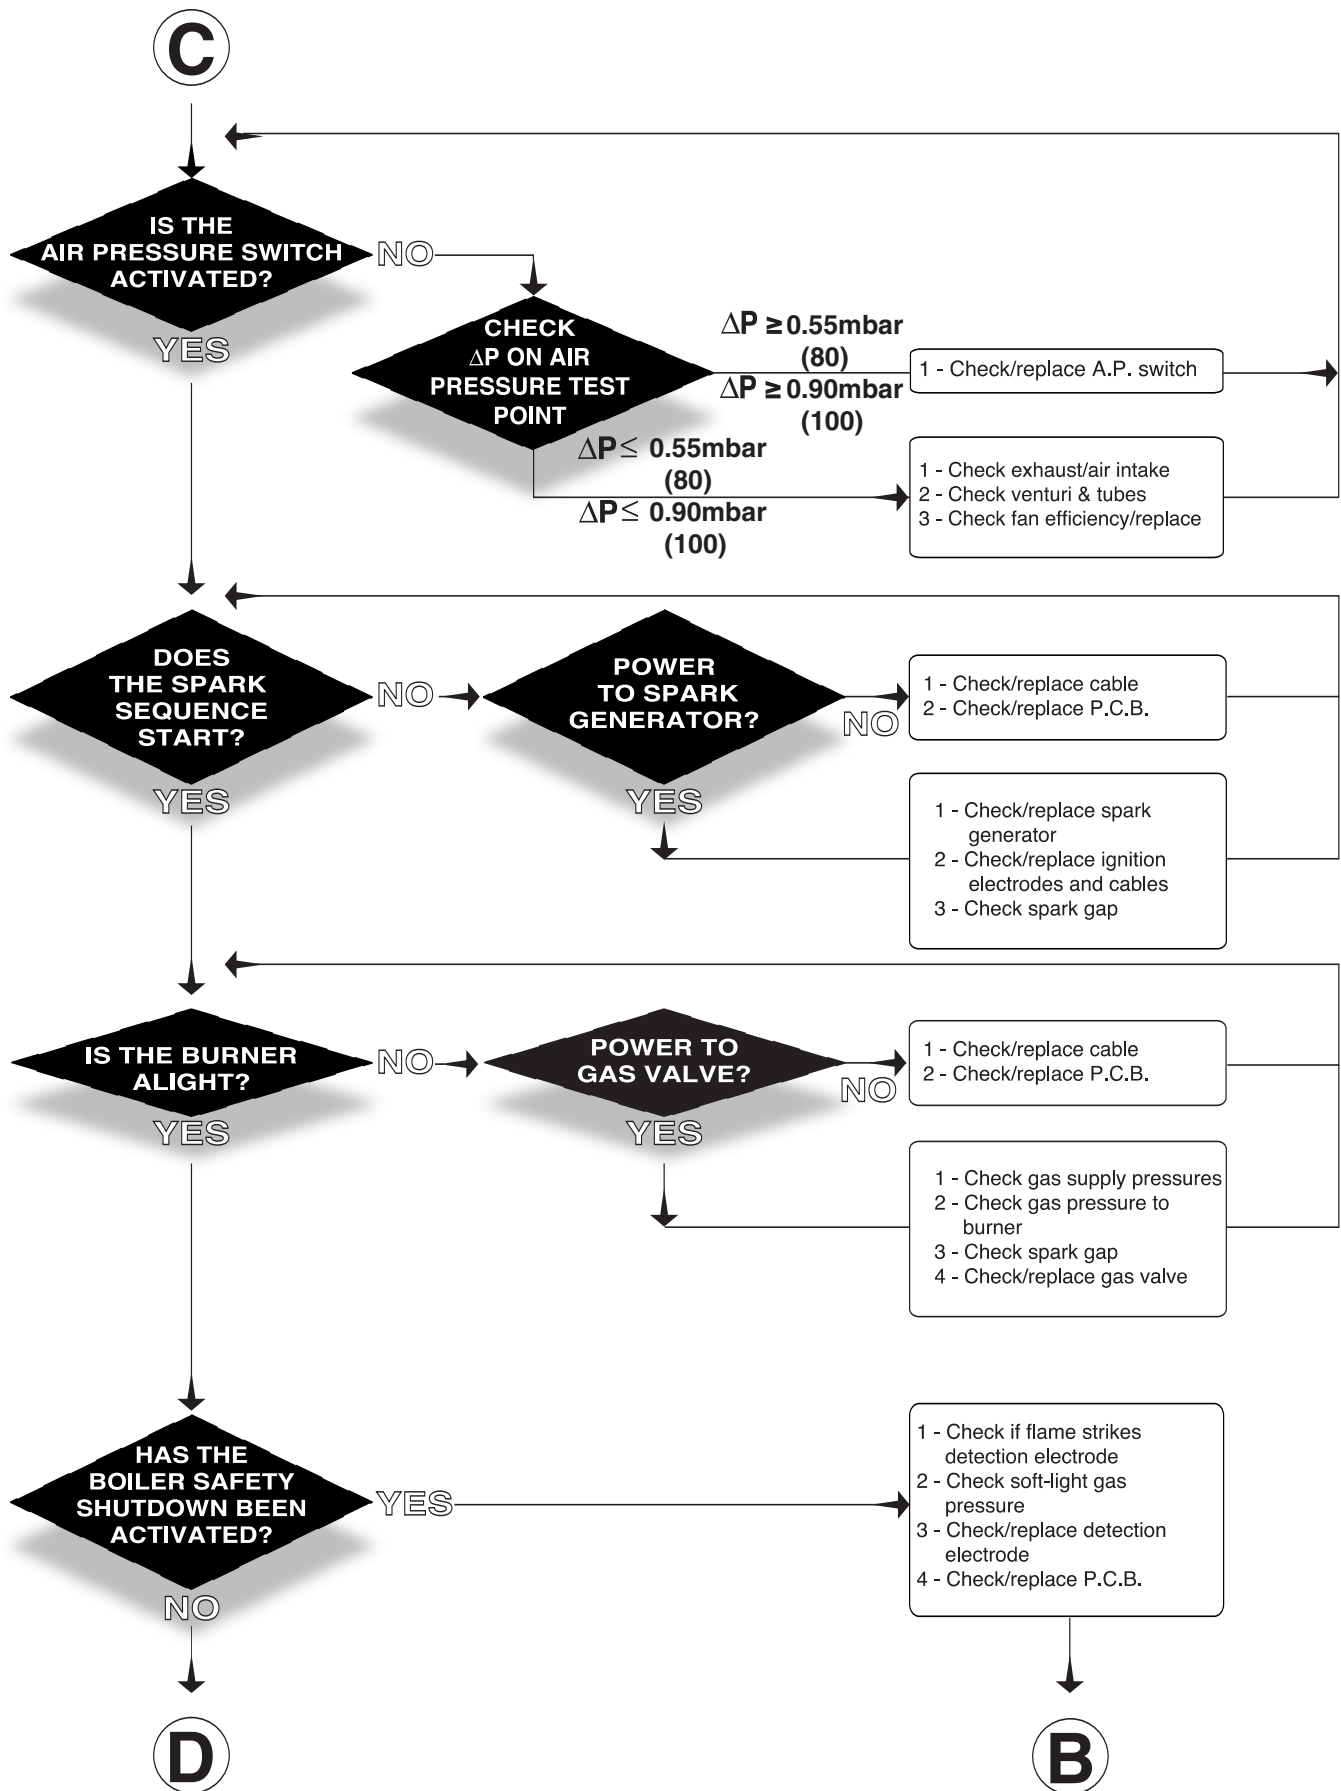 C
IS THE
AIR PRESSURE SWITCH
ACTIVATED?
NO
YES
CHECK
ΔP ON AIR
PRESSURE TEST
POINT
ΔP ≥ 0.55mbar
(80)
ΔP ≥ 0.90mbar
(100)
1 - Check/replace A.P. switch
ΔP ≤ 0.55mbar
(80)
ΔP ≤ 0.90mbar
(100)
1 - Check exhaust/air intake
2 - Check venturi & tubes
3 - Check fan efficiency/replace
DOES
THE SPARK
SEQUENCE
START?
NO
YES
POWER
TO SPARK
GENERATOR?
NO
YES
1 - Check/replace cable
2 - Check/replace P.C.B.
1 - Check/replace spark
generator
2 - Check/replace ignition
electrodes and cables
3 - Check spark gap
IS THE BURNER
ALIGHT?
NO
YES
POWER TO
GAS VALVE?
NO
YES
1 - Check/replace cable
2 - Check/replace P.C.B.
1 - Check gas supply pressures
2 - Check gas pressure to
burner
3 - Check spark gap
4 - Check/replace gas valve
HAS THE
BOILER SAFETY
SHUTDOWN BEEN
ACTIVATED?
YES
NO
1 - Check if flame strikes
detection electrode
2 - Check soft-light gas
pressure
3 - Check/replace detection
electrode
4 - Check/replace P.C.B.
D
B